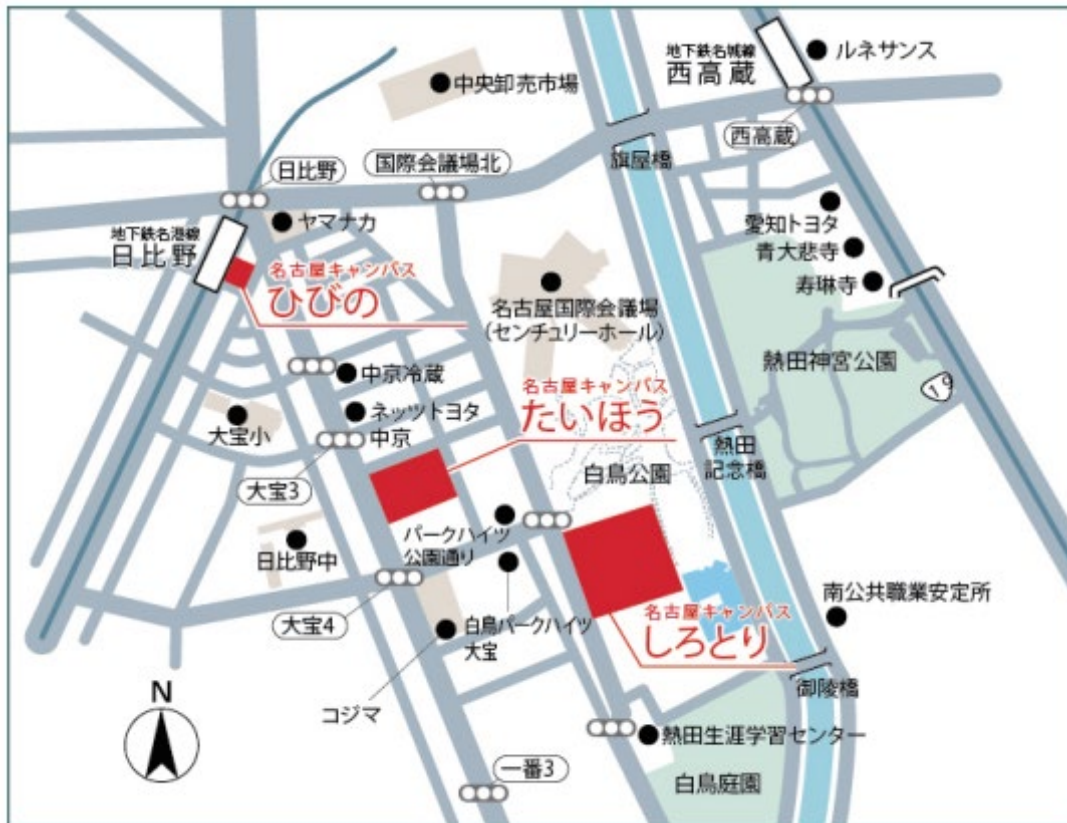 地下鉄名城線
西高蔵
ルネサンス
中央卸売市場
西高蔵
旗屋橋
国際会議場北
日比野
ヤマナカ
地下鉄名港線
日比野
名古屋キャンパス
ひびの
愛知トヨタ
青大悲寺
寿琳寺
名古屋国際会議場
(センチュリーホール)
熱田神宮公園
中京冷蔵
ネッツトヨタ
中京
大宝小
大宝3
名古屋キャンパス
たいほう
白鳥公園
熱田
記念橋
パークハイツ
公園通り
日比野中
大宝4
白鳥パークハイツ
大宝
コジマ
名古屋キャンパス
しろとり
南公共職業安定所
御陵橋
熱田生涯学習センター
白鳥庭園
一番3
N